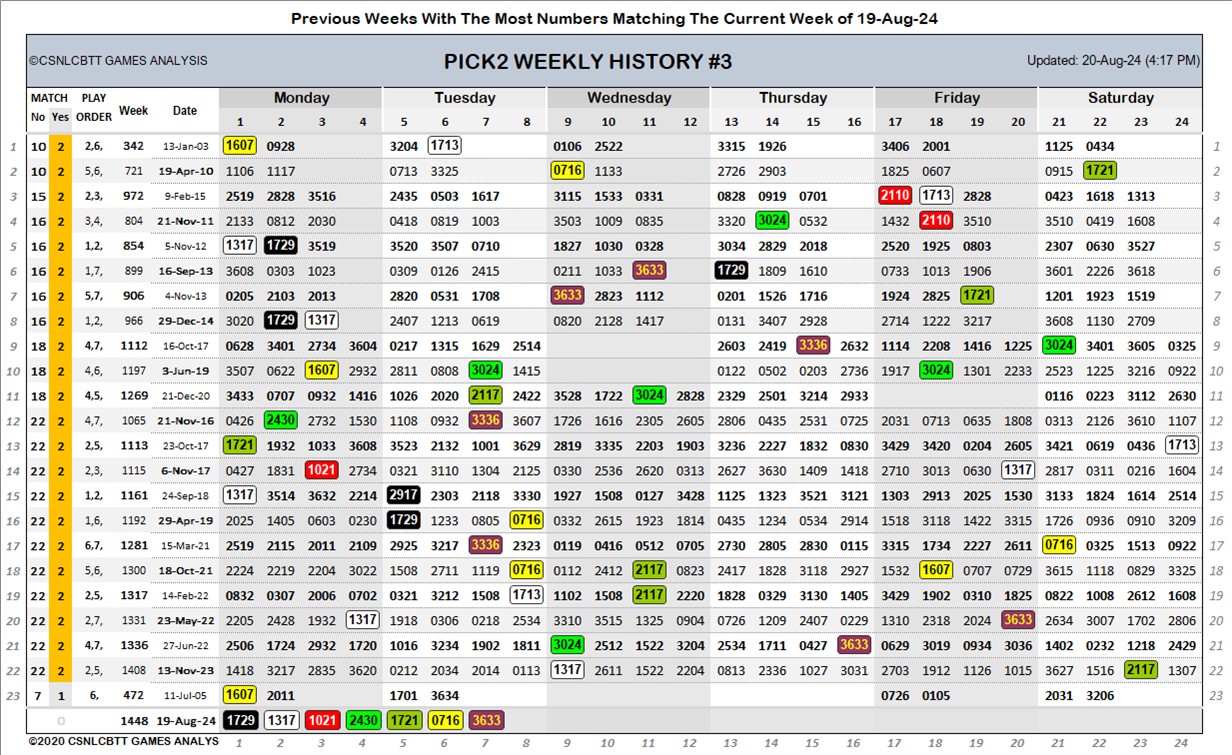 Previous Weeks With The Most Numbers Matching The Current Week of 19-Aug-24
©CSNLCBTT GAMES ANALYSIS PICK2 WEEKLY HISTORY #3 Updated: 20-Aug-24 (4:17 PM)
MATCH PLAY Week Date Monday Tuesday Wednesday Thursday Friday Saturday
No Yes ORDER 1 2 3 4 5 6 7 8 9 10 11 12 13 14 15 16 17 18 19 20 21 22 23 24
1 10 2 2,6, 342 13-Jan-03 1607 0928 3204 1713 0106 2522 3315 1926 3406 2001 1125 0434 1
2 10 2 5,6, 721 19-Apr-10 1106 1117 0713 3325 0716 1133 2726 2903 1825 0607 0915 1721 2
3 15 2 2,3, 972 9-Feb-15 2519 2828 3516 2435 0503 1617 3115 1533 0331 0828 0919 0701 2110 1713 2828 0423 1618 1313 3
4 16 2 3,4, 804 21-Nov-11 2133 0812 2030 0418 0819 1003 3503 1009 0835 3320 3024 0532 1432 2110 3510 3510 0419 1608 4
5 16 2 1,2, 854 5-Nov-12 1317 1729 3519 3520 3507 0710 1827 1030 0328 3034 2829 2018 2520 1925 0803 2307 0630 3527 5
6 16 2 1,7, 899 16-Sep-13 3608 0303 1023 0309 0126 2415 0211 1033 3633 1729 1809 1610 0733 1013 1906 3601 2226 3618 6
7 16 2 5,7, 906 4-Nov-13 0205 2103 2013 2820 0531 1708 3633 2823 1112 0201 1526 1716 1924 2825 1721 1201 1923 1519 7
8 16 2 1,2, 966 29-Dec-14 3020 1729 1317 2407 1213 0619 0820 2128 1417 0131 3407 2928 2714 1222 3217 3608 1130 2709 8
9 18 2 4,7, 1112 16-Oct-17 0628 3401 2734 3604 0217 1315 1629 2514 2603 2419 3336 2632 1114 2208 1416 1225 3024 3401 3605 0325 9
10 18 2 4,6, 1197 3-Jun-19 3507 0622 1607 2932 2811 0808 3024 1415 0122 0502 0203 2736 1917 3024 1301 2233 2523 1225 3216 0922 10
11 18 2 4,5, 1269 21-Dec-20 3433 0707 0932 1416 1026 2020 2117 2422 3528 1722 3024 2828 2329 2501 3214 2933 0116 0223 3112 2630 11
12 22 2 4,7, 1065 21-Nov-16 0426 2430 2732 1530 1108 0932 3336 3607 1726 1616 2305 2605 2806 0435 2531 0725 2031 0713 0635 1808 0312 2126 3610 1107 12
13 22 2 2,5, 1113 23-Oct-17 1721 1932 1033 3608 3523 2132 1001 3629 2819 3335 2203 1903 3236 2227 1832 0830 3429 3420 0204 2605 3421 0619 0436 1713 13
14 22 2 2,3, 1115 6-Nov-17 0427 1831 1021 2734 0321 3110 1304 2125 0330 2536 2620 0313 2627 3630 1409 1418 2710 3013 0630 1317 2817 0311 0216 1604 14
15 22 2 1,2, 1161 24-Sep-18 1317 3514 3632 2214 2917 2303 2118 3330 1927 1508 0127 3428 1125 1323 3521 3121 1303 2913 2025 1530 3133 1824 1614 2514 15
16 22 2 1,6, 1192 29-Apr-19 2025 1405 0603 0230 1729 1233 0805 0716 0332 2615 1923 1814 0435 1234 0534 2914 1518 3118 1422 3315 1726 0936 0910 3209 16
17 22 2 6,7, 1281 15-Mar-21 2519 2115 2011 2109 2925 3217 3336 2323 0119 0416 0512 0705 2730 2805 2830 0115 3315 1734 2227 2611 0716 0325 1513 0922 17
18 22 2 5,6, 1300 18-Oct-21 2224 2219 2204 3022 1508 2711 1119 0716 0112 2412 2117 0823 2417 1828 3118 2927 1532 1607 0707 0729 3615 1118 0829 3325 18
19 22 2 2,5, 1317 14-Feb-22 0832 0307 2006 0702 0321 3212 1508 1713 1102 1508 2117 2220 1828 0329 3130 1405 3429 1902 0310 1825 0822 1008 2612 1608 19
20 22 2 2,7, 1331 23-May-22 2205 2428 1932 1317 1918 0306 0218 2534 3310 3515 1325 0904 0726 1209 2407 0229 1310 2318 2024 3633 2634 3007 1702 2806 20
21 22 2 4,7, 1336 27-Jun-22 2506 1724 2932 1720 1016 3234 1902 1811 3024 2512 1522 3204 2534 1711 0427 3633 0629 3019 0934 3036 1402 0232 1218 2429 21
22 22 2 2,5, 1408 13-Nov-23 1418 3217 2835 3620 0212 2034 2014 0113 1317 2611 1522 2204 0813 2336 1027 3031 2703 1912 1126 1015 3627 1516 2117 1307 22
23 7 1 6, 472 11-Jul-05 1607 2011 1701 3634 0726 0105 2031 3206 23
0 1448 19-Aug-24 1729 1317 1021 2430 1721 0716 3633
©2020 CSNLCBTT GAMES ANALYS 1 2 3 4 5 6 7 8 9 10 11 12 13 14 15 16 17 18 19 20 21 22 23 24